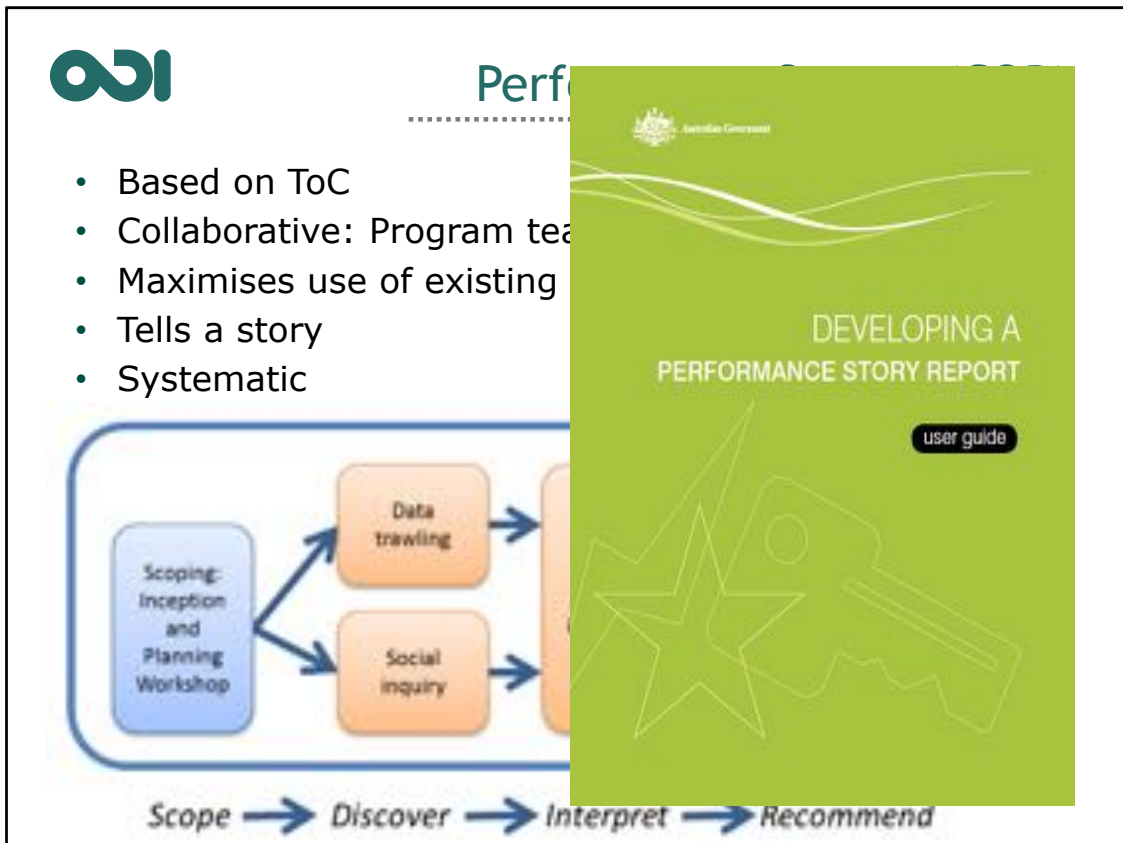 ODI
Perf
Australian Government
• Based on ToC
• Collaborative: Program tea
• Maximises use of existing
• Tells a story
• Systematic
DEVELOPING A
PERFORMANCE STORY REPORT
user guide
Scoping:
Inception
and
Planning
Workshop
Data
trawling
Social
inquiry
Scope Discover Interpret Recommend